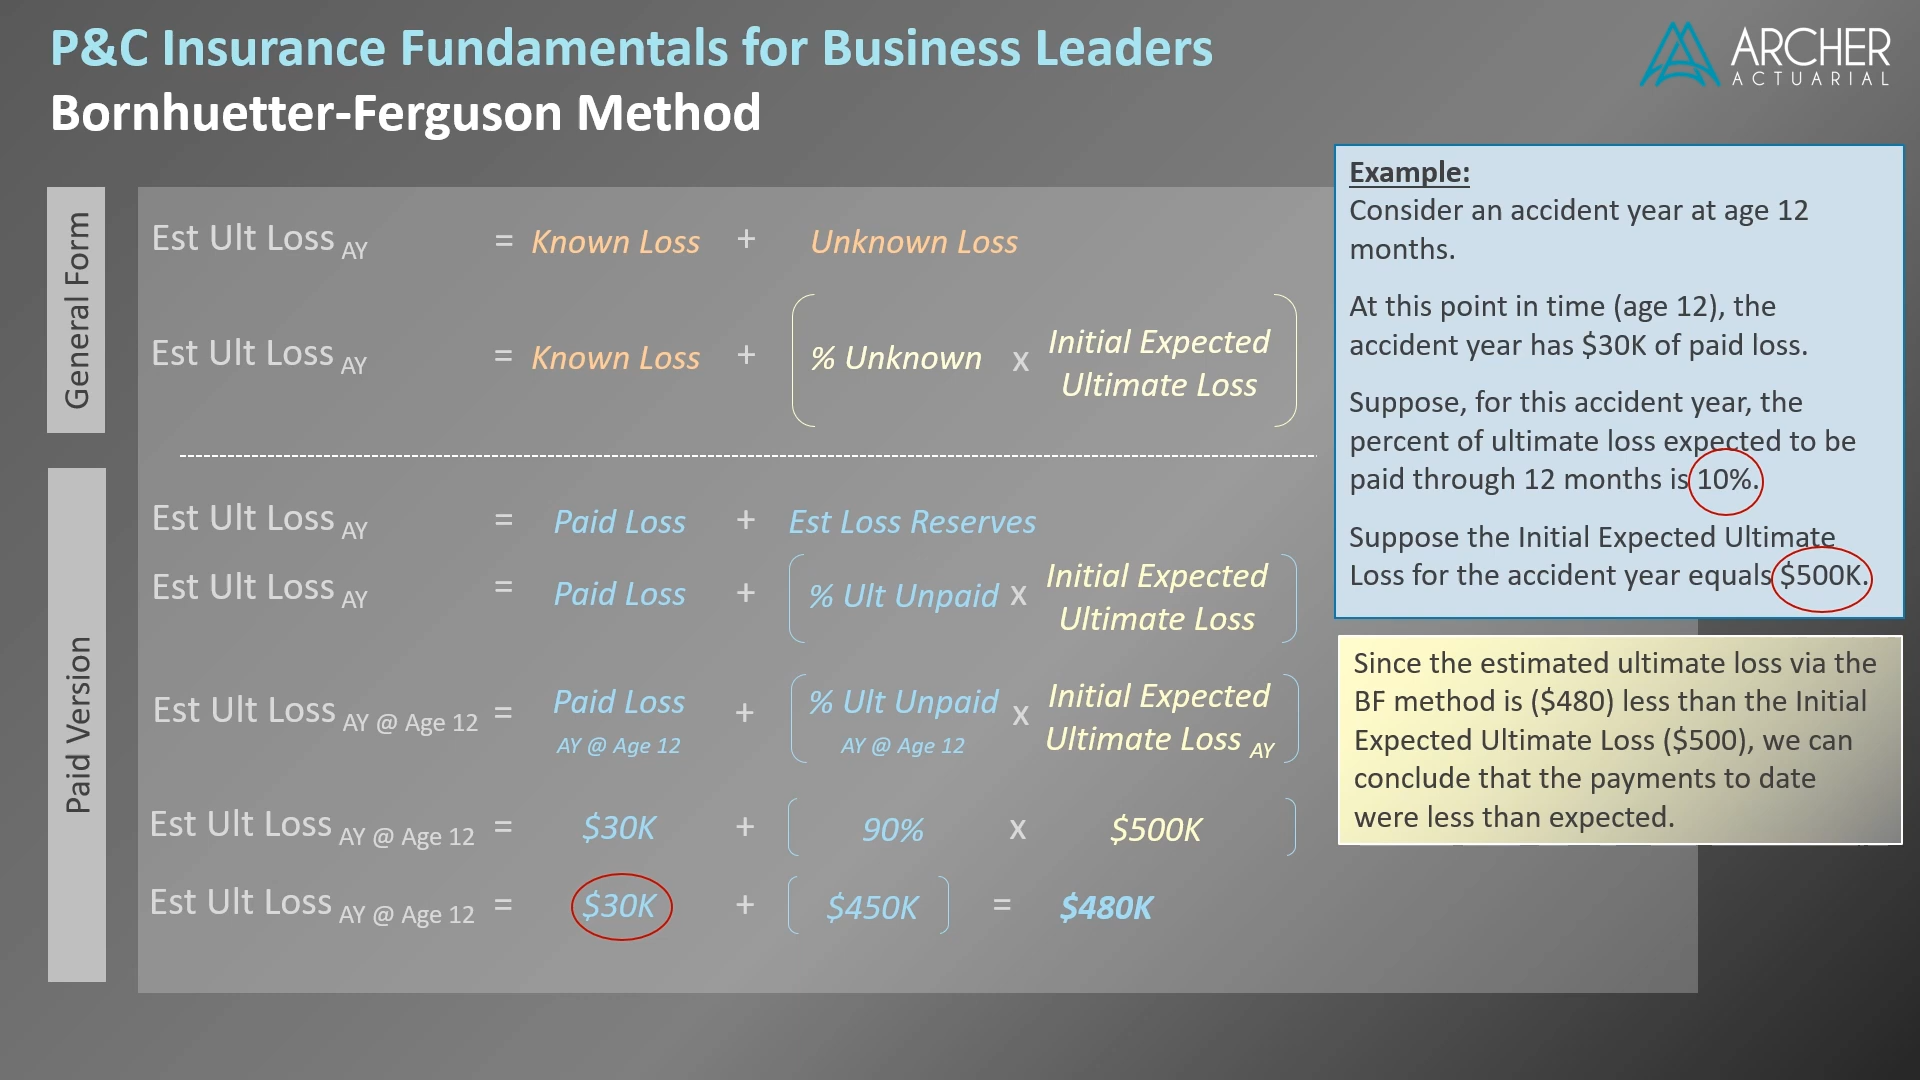 P&C Insurance Fundamentals for Business Leaders
Bornhuetter-Ferguson Method
ARCHER
ACTUARIAL
General Form
Est Ult Loss AY = Known Loss + Unknown Loss
Est Ult Loss AY = Known Loss + % Unknown x Initial Expected
Ultimate Loss
Paid Version
Est Ult Loss AY = Paid Loss + Est Loss Reserves
Est Ult Loss AY = Paid Loss + % Ult Unpaid x Initial Expected
Ultimate Loss
Est Ult Loss AY @ Age 12 = Paid Loss + % Ult Unpaid x Initial Expected
AY @ Age 12 AY @ Age 12 Ultimate Loss AY
Est Ult Loss AY @ Age 12 = $30K + 90% x $500K
Est Ult Loss AY @ Age 12 = $30K + $450K = $480K
Example:
Consider an accident year at age 12
months.
At this point in time (age 12), the
accident year has $30K of paid loss.
Suppose, for this accident year, the
percent of ultimate loss expected to be
paid through 12 months is 10%.
Suppose the Initial Expected Ultimate
Loss for the accident year equals $500K.
Since the estimated ultimate loss via the
BF method is ($480) less than the Initial
Expected Ultimate Loss ($500), we can
conclude that the payments to date
were less than expected.